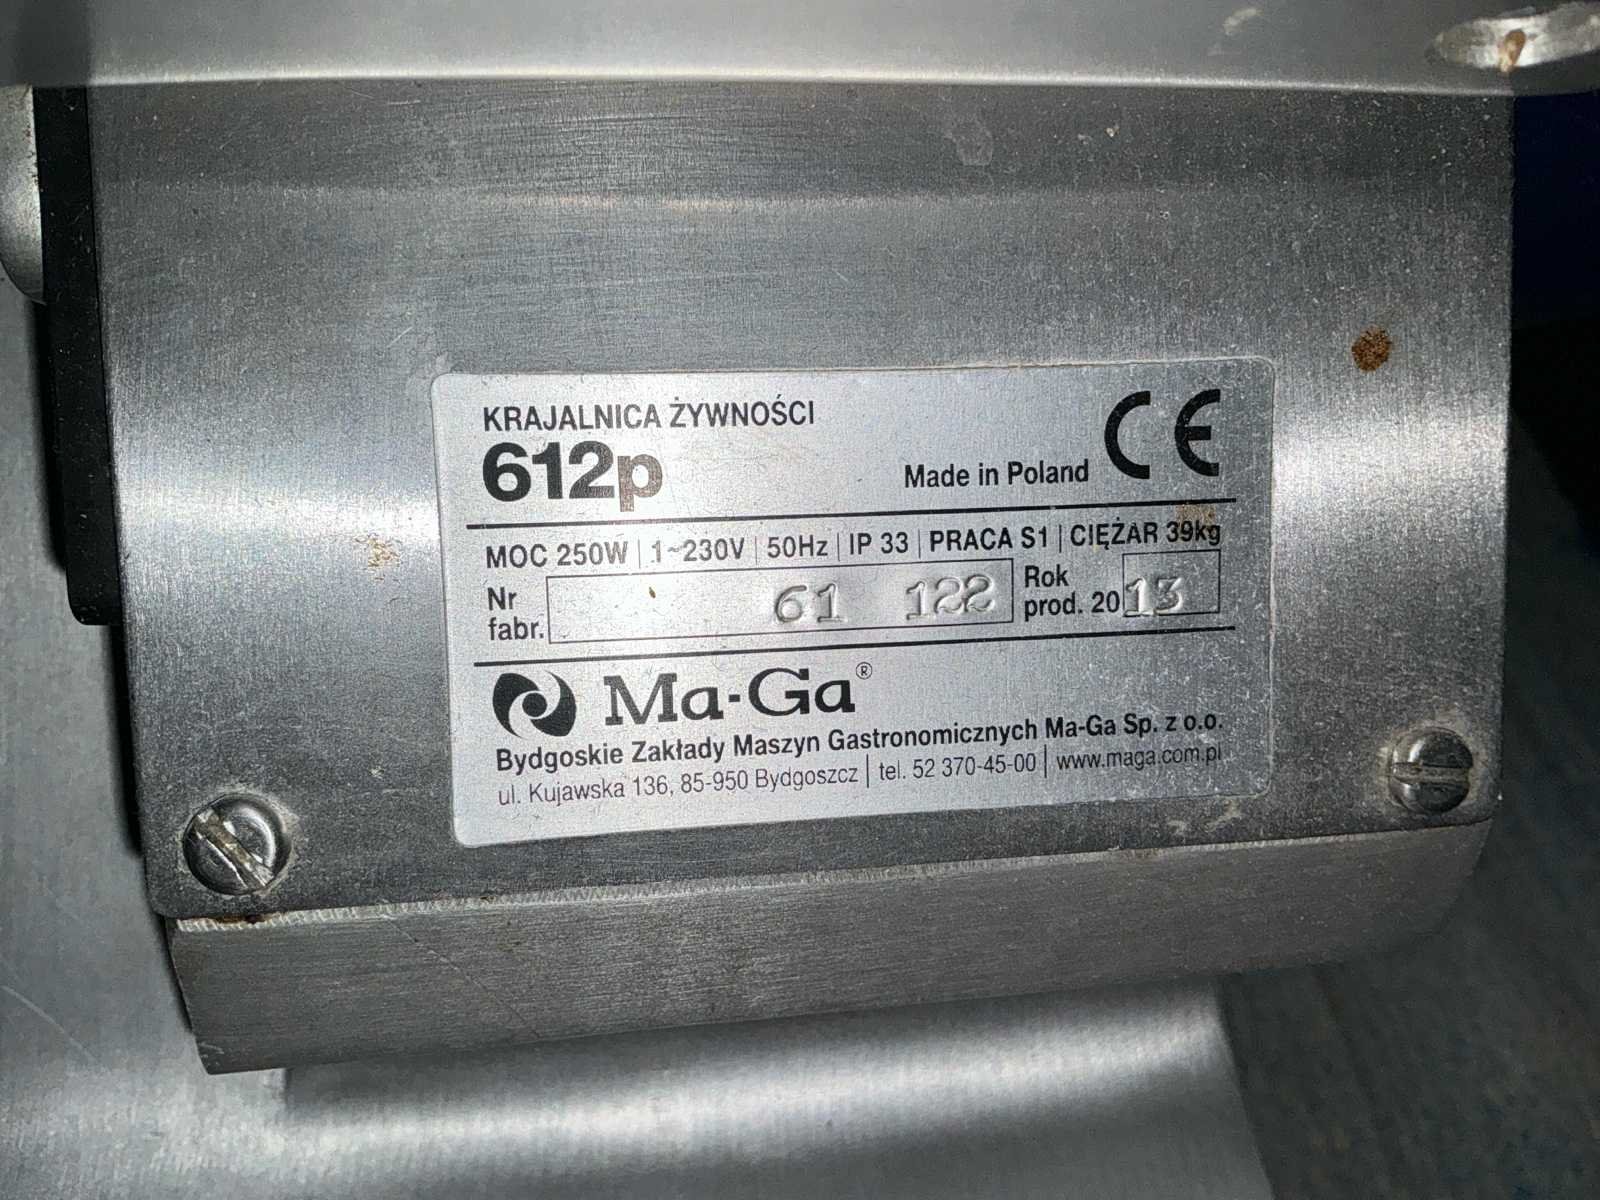 KRAJALNICA ŻYWNOŚCI
612p
Made in Poland CE
MOC 250W | 1~230V | 50Hz | IP 33 | PRACA S1 | CIĘŻAR 39kg
Nr fabr. 61 122 Rok prod. 2013
Ma-Ga®
Bydgoskie Zakłady Maszyn Gastronomicznych Ma-Ga Sp. z o.o.
ul. Kujawska 136, 85-950 Bydgoszcz | tel. 52 370-45-00 | www.maga.com.pl